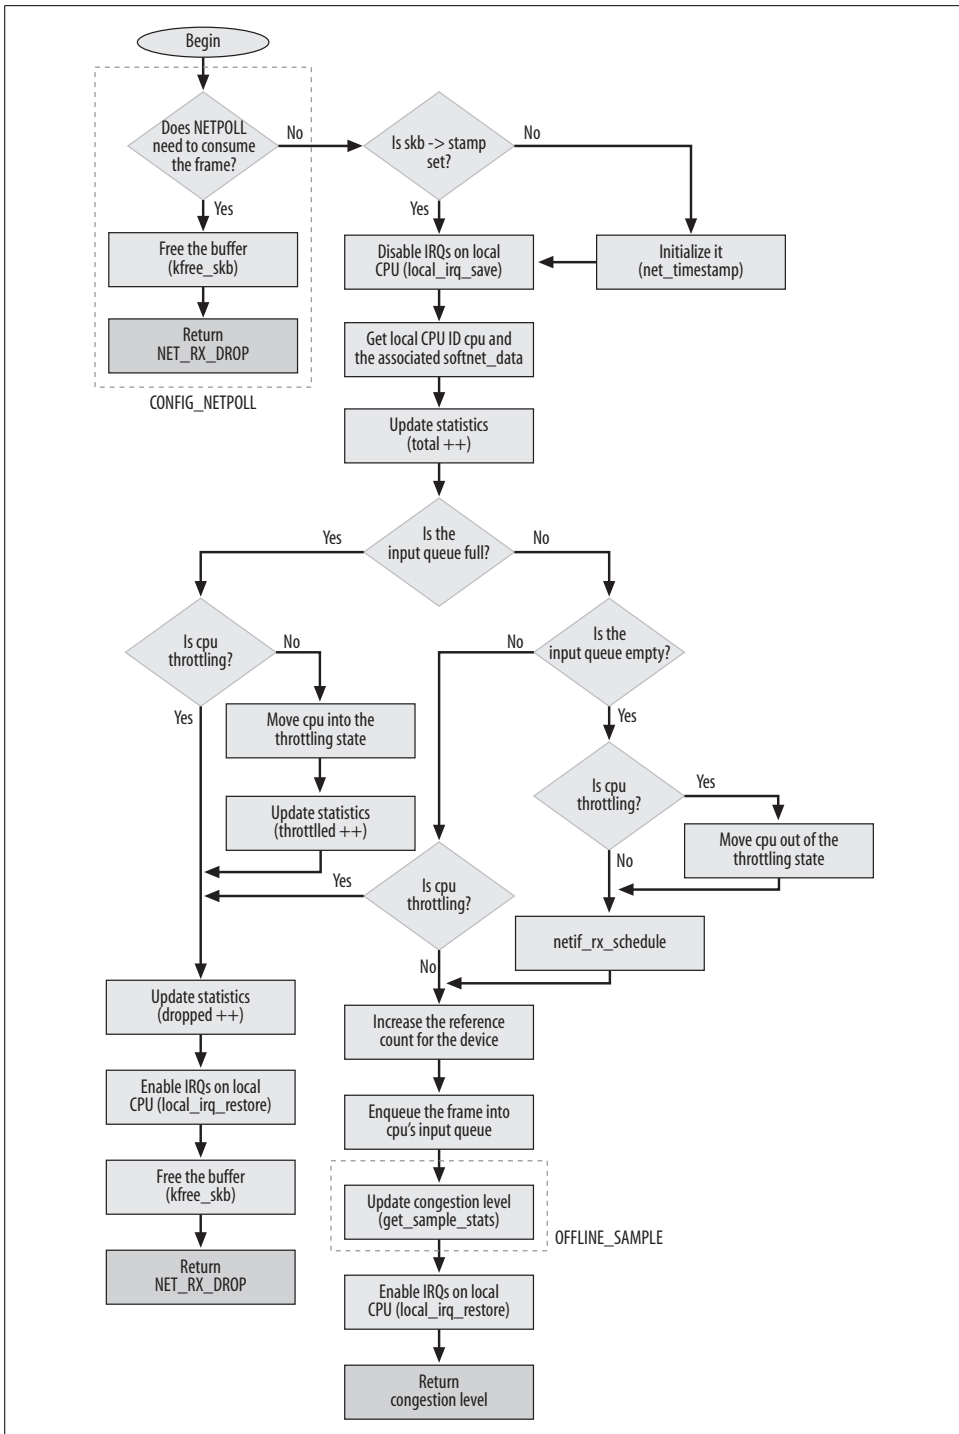 Begin
Does NETPOLL
need to consume
the frame?
No
Is skb -> stamp
set?
No
Yes
Yes
Free the buffer
(kfree_skb)
Disable IRQs on local
CPU (local_irq_save)
Initialize it
(net_timestamp)
Return
NET_RX_DROP
Get local CPU ID cpu and
the associated softnet_data
CONFIG_NETPOLL
Update statistics
(total ++)
Yes
Is the
input queue full?
No
Is cpu
throttling?
No
No
Is the
input queue empty?
Yes
Move cpu into the
throttling state
Yes
Is cpu
throttling?
Yes
Update statistics
(throttlled ++)
Move cpu out of the
throttling state
No
Yes
Is cpu
throttling?
netif_rx_schedule
No
Update statistics
(dropped ++)
Increase the reference
count for the device
Enable IRQs on local
CPU (local_irq_restore)
Enqueue the frame into
cpu's input queue
Free the buffer
(kfree_skb)
Update congestion level
(get_sample_stats)
OFFLINE_SAMPLE
Return
NET_RX_DROP
Enable IRQs on local
CPU (local_irq_restore)
Return
congestion level